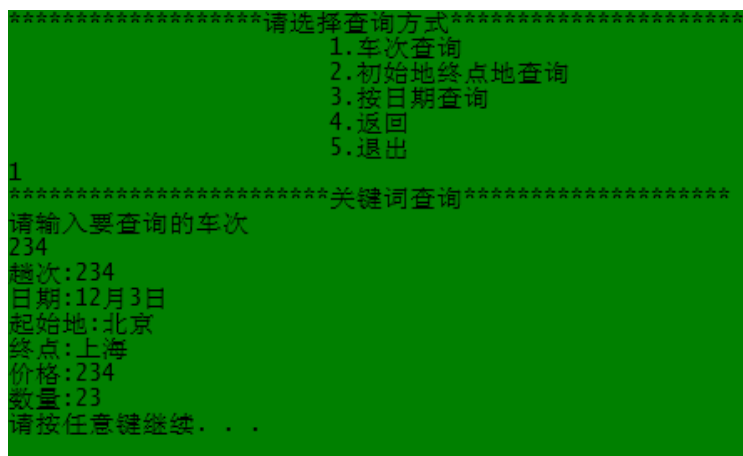 *******************请选择查询方式**********************
1.车次查询
2.初始地终点地查询
3.按日期查询
4.返回
5.退出
1
************************关键词查询********************
请输入要查询的车次
234
趟次:234
日期:12月3日
起始地:北京
终点:上海
价格:234
数量:23
请按任意键继续. . .